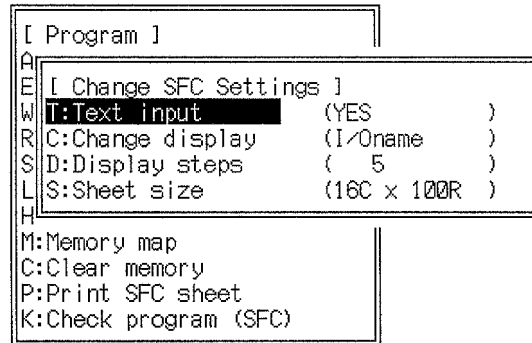 [ Program ]
A
E
[ Change SFC Settings ]
W
T:Text input (YES )
R
C:Change display (I/Oname )
S
D:Display steps ( 5 )
L
S:Sheet size (16C x 100R )
H
M:Memory map
C:Clear memory
P:Print SFC sheet
K:Check program (SFC)